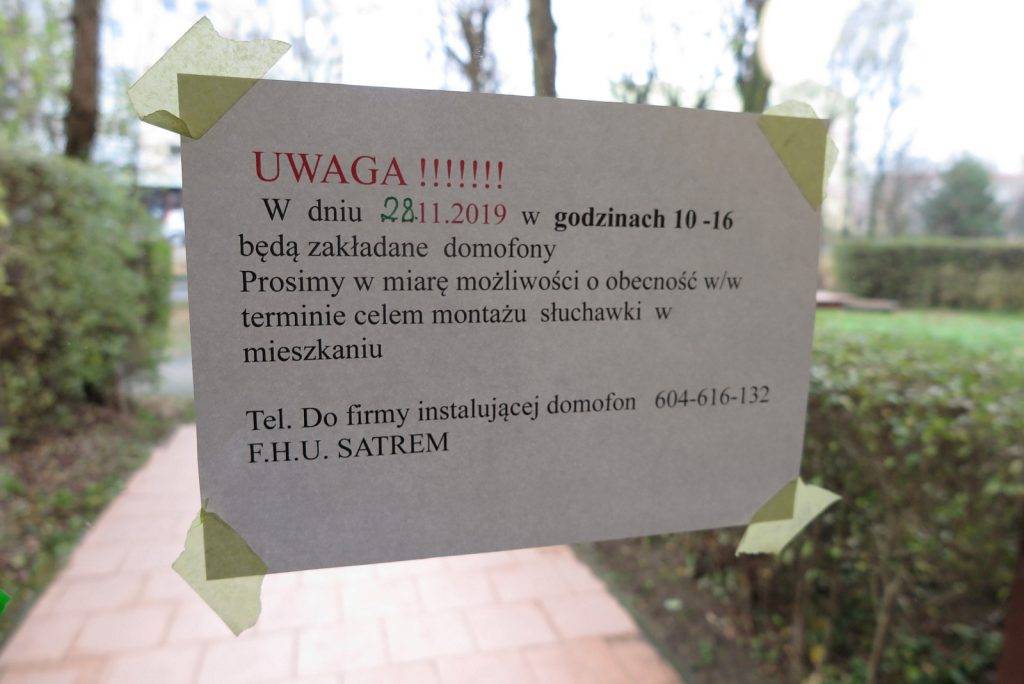 UWAGA !!!!!!!
W dniu 28.11.2019 w godzinach 10 -16
będą zakładane domofony
Prosimy w miarę możliwości o obecność w/w
terminie celem montażu słuchawki w
mieszkaniu
Tel. Do firmy instalującej domofon 604-616-132
F.H.U. SATREM